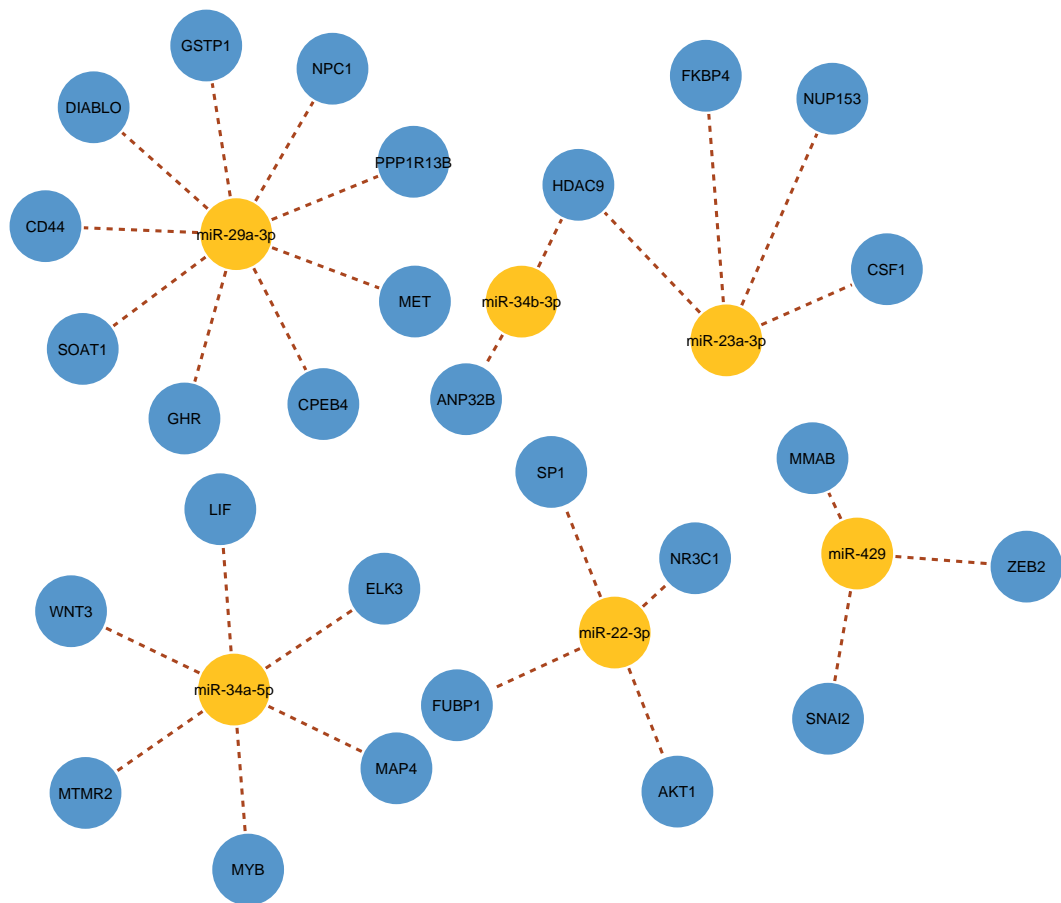 GSTP1
NPC1
FKBP4
NUP153
DIABLO
PPP1R13B
HDAC9
CD44
miR-29a-3p
CSF1
MET
miR-34b-3p
miR-23a-3p
SOAT1
ANP32B
CPEB4
GHR
MMAB
SP1
LIF
miR-429
NR3C1
ZEB2
ELK3
WNT3
miR-22-3p
miR-34a-5p
FUBP1
SNAI2
MAP4
MTMR2
AKT1
MYB